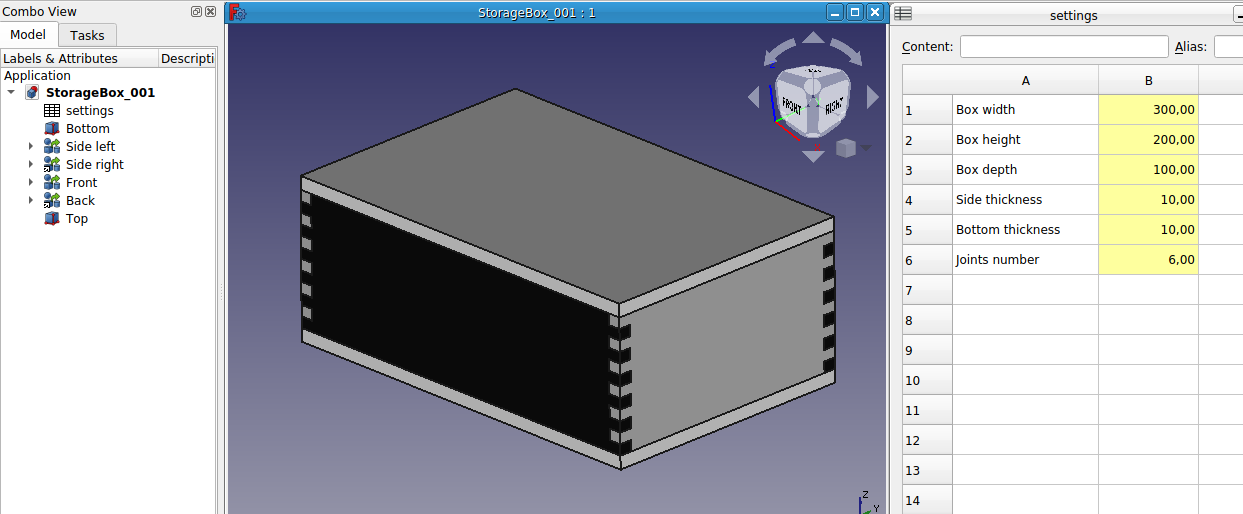 Combo View
Model Tasks
Labels & Attributes Descripti
Application
StorageBox_001
settings
Bottom
Side left
Side right
Front
Back
Top
StorageBox_001 : 1
FRONT RIGHT
Z
Y
settings
Content: Alias:
A B
1 Box width 300,00
2 Box height 200,00
3 Box depth 100,00
4 Side thickness 10,00
5 Bottom thickness 10,00
6 Joints number 6,00
7
8
9
10
11
12
13
14